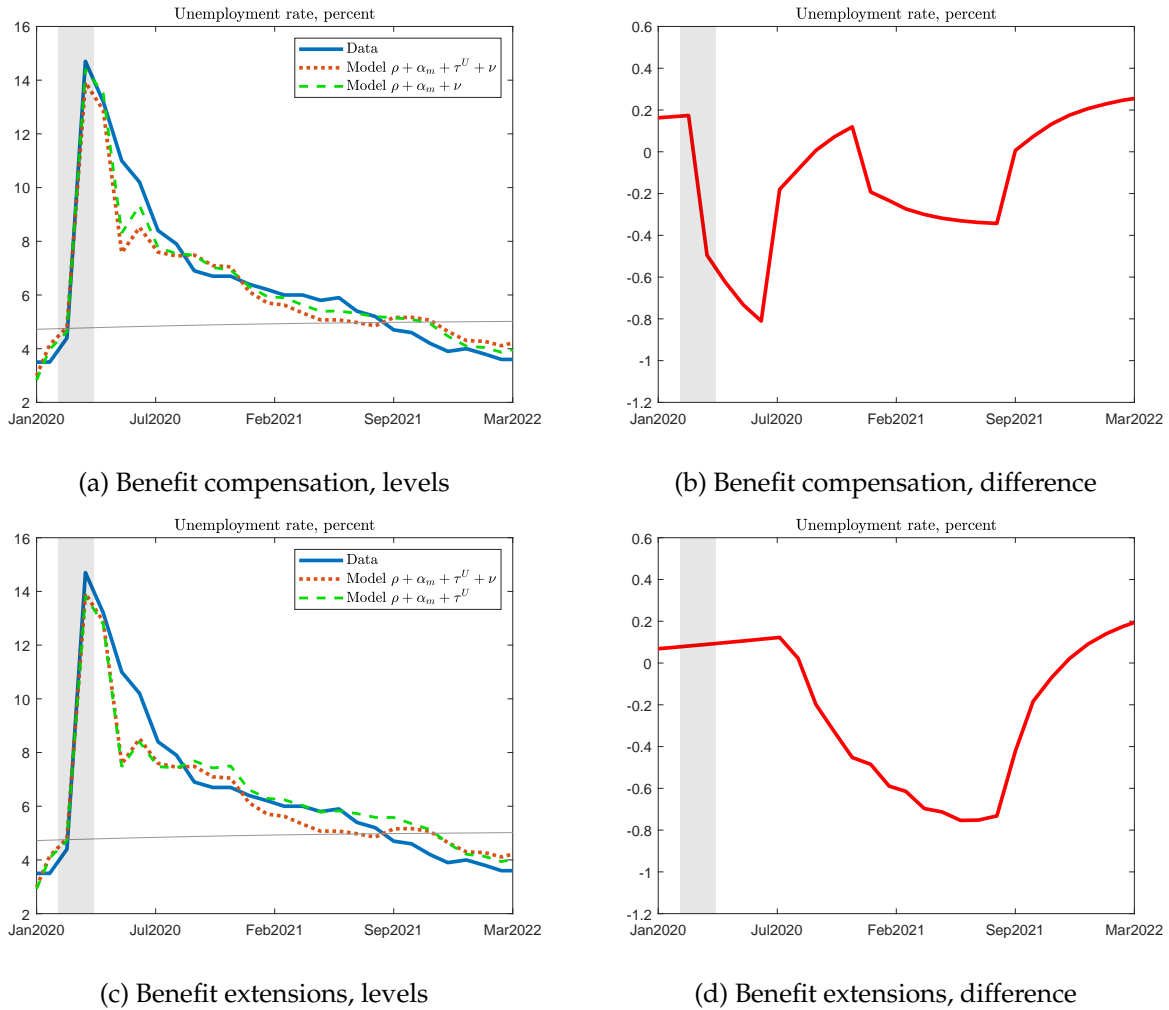 Unemployment rate, percent
16
14
12
10
8
6
4
2
Data
Model ρ + α_m + τ^U + ν
Model ρ + α_m + ν
Jan2020 Jul2020 Feb2021 Sep2021 Mar2022
(a) Benefit compensation, levels
Unemployment rate, percent
0.6
0.4
0.2
0
-0.2
-0.4
-0.6
-0.8
-1
-1.2
Jan2020 Jul2020 Feb2021 Sep2021 Mar2022
(b) Benefit compensation, difference
Unemployment rate, percent
16
14
12
10
8
6
4
2
Data
Model ρ + α_m + τ^U + ν
Model ρ + α_m + τ^U
Jan2020 Jul2020 Feb2021 Sep2021 Mar2022
(c) Benefit extensions, levels
Unemployment rate, percent
0.6
0.4
0.2
0
-0.2
-0.4
-0.6
-0.8
-1
-1.2
Jan2020 Jul2020 Feb2021 Sep2021 Mar2022
(d) Benefit extensions, difference